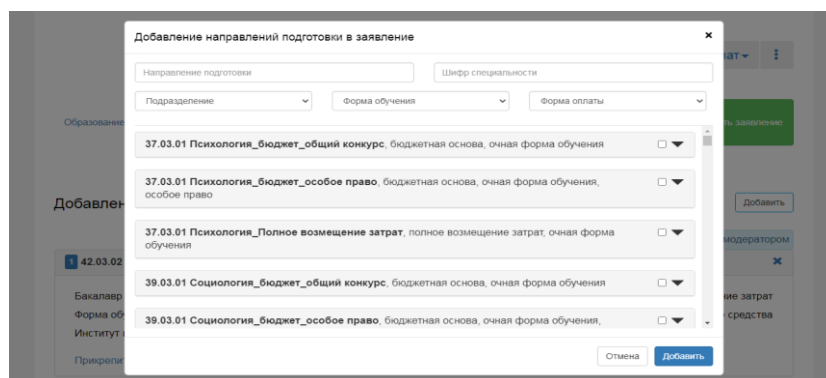 Добавление направлений подготовки в заявление ×
Направление подготовки Шифр специальности
Подразделение Форма обучения Форма оплаты
Образование ть заявление
37.03.01 Психология_бюджет_общий конкурс, бюджетная основа, очная форма обучения
37.03.01 Психология_бюджет_особое право, бюджетная основа, очная форма обучения,
особое право
Добавлен Добавить
37.03.01 Психология_Полное возмещение затрат, полное возмещение затрат, очная форма
обучения
модератором
1 42.03.02
39.03.01 Социология_бюджет_общий конкурс, бюджетная основа, очная форма обучения
Бакалавр ние затрат
39.03.01 Социология_бюджет_особое право, бюджетная основа, очная форма обучения,
Форма об средства
Институт
Отмена Добавить
Прикрепи